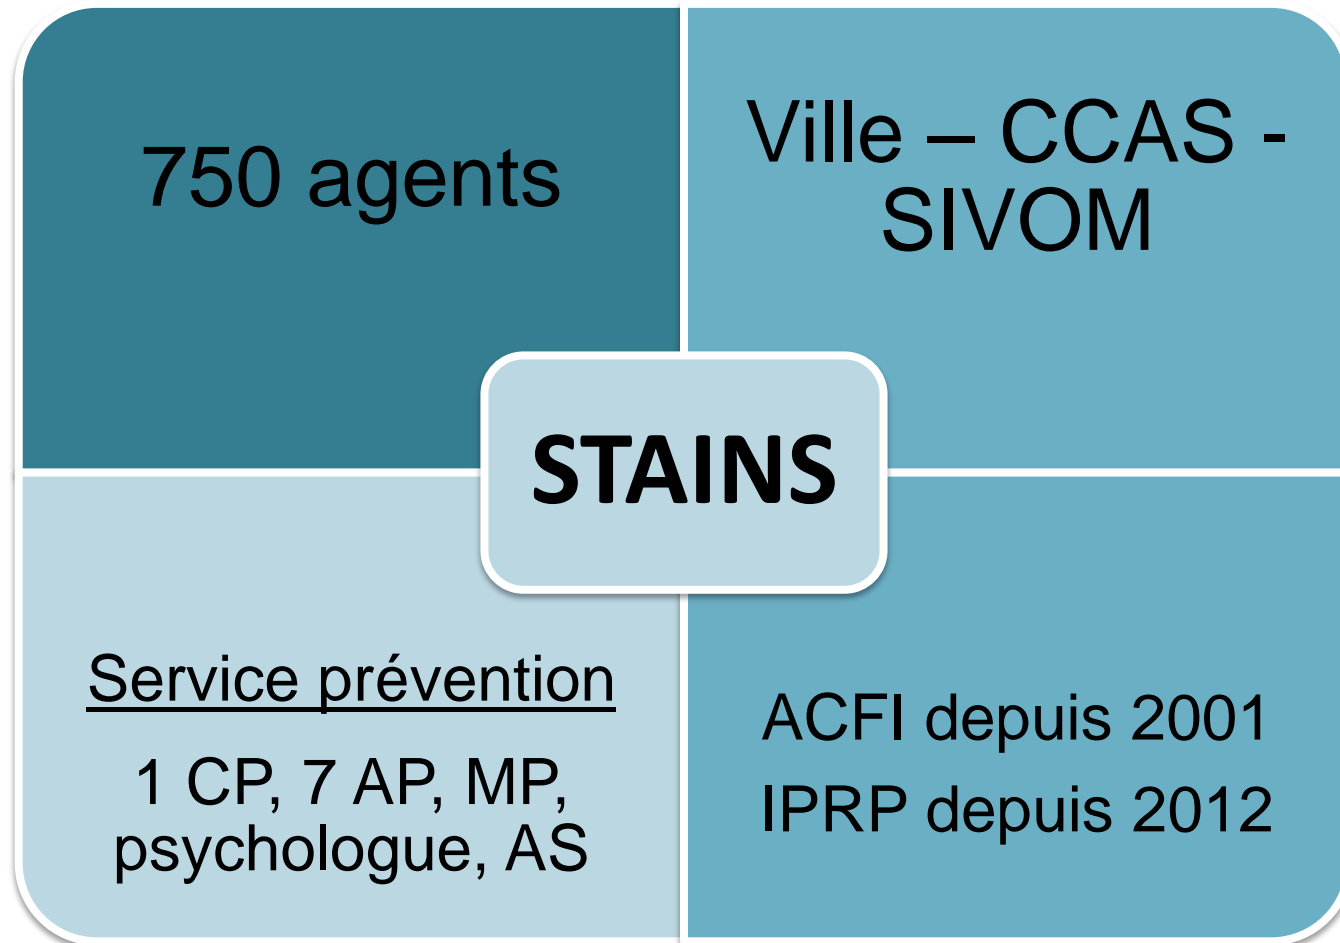 750 agents
Ville – CCAS -
SIVOM
STAINS
Service prévention
1 CP, 7 AP, MP,
psychologue, AS
ACFI depuis 2001
IPRP depuis 2012